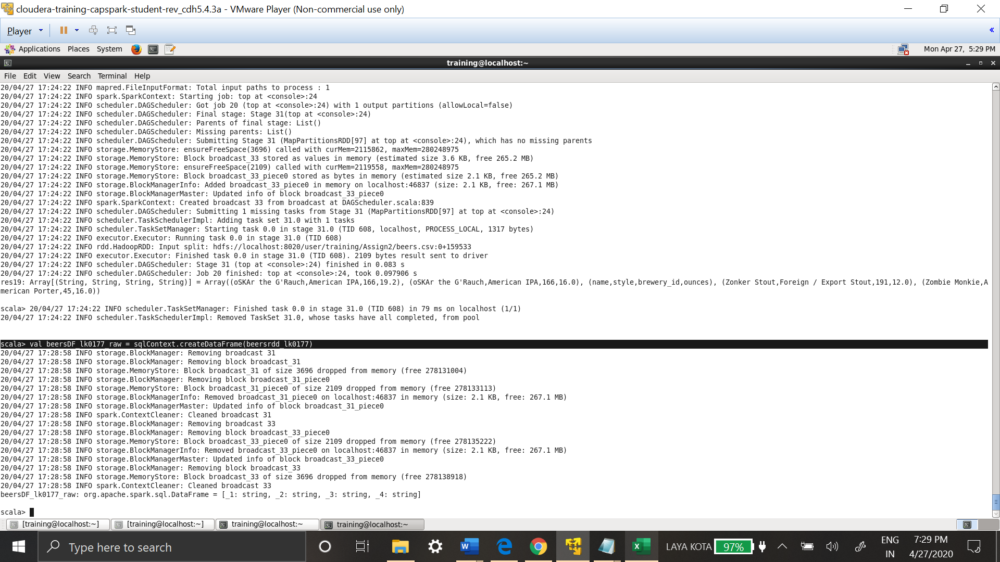 cloudera-training-capspark-student-rev_cdh5.4.3a - VMware Player (Non-commercial use only)
Player
Applications Places System Mon Apr 27, 5:29 PM
training@localhost:~
File Edit View Search Terminal Help
20/04/27 17:24:22 INFO mapred.FileInputFormat: Total input paths to process : 1
20/04/27 17:24:22 INFO spark.SparkContext: Starting job: top at <console>:24
20/04/27 17:24:22 INFO scheduler.DAGScheduler: Got job 20 (top at <console>:24) with 1 output partitions (allowLocal=false)
20/04/27 17:24:22 INFO scheduler.DAGScheduler: Final stage: Stage 31(top at <console>:24)
20/04/27 17:24:22 INFO scheduler.DAGScheduler: Parents of final stage: List()
20/04/27 17:24:22 INFO scheduler.DAGScheduler: Missing parents: List()
20/04/27 17:24:22 INFO scheduler.DAGScheduler: Submitting Stage 31 (MapPartitionsRDD[97] at top at <console>:24), which has no missing parents
20/04/27 17:24:22 INFO storage.MemoryStore: ensureFreeSpace(3696) called with curMem=2115862, maxMem=280248975
20/04/27 17:24:22 INFO storage.MemoryStore: Block broadcast_33 stored as values in memory (estimated size 3.6 KB, free 265.2 MB)
20/04/27 17:24:22 INFO storage.MemoryStore: ensureFreeSpace(2109) called with curMem=2119558, maxMem=280248975
20/04/27 17:24:22 INFO storage.MemoryStore: Block broadcast_33_piece0 stored as bytes in memory (estimated size 2.1 KB, free 265.2 MB)
20/04/27 17:24:22 INFO storage.BlockManagerInfo: Added broadcast_33_piece0 in memory on localhost:46837 (size: 2.1 KB, free: 267.1 MB)
20/04/27 17:24:22 INFO storage.BlockManagerMaster: Updated info of block broadcast_33_piece0
20/04/27 17:24:22 INFO spark.SparkContext: Created broadcast 33 from broadcast at DAGScheduler.scala:839
20/04/27 17:24:22 INFO scheduler.DAGScheduler: Submitting 1 missing tasks from Stage 31 (MapPartitionsRDD[97] at top at <console>:24)
20/04/27 17:24:22 INFO scheduler.TaskSchedulerImpl: Adding task set 31.0 with 1 tasks
20/04/27 17:24:22 INFO scheduler.TaskSetManager: Starting task 0.0 in stage 31.0 (TID 608, localhost, PROCESS_LOCAL, 1317 bytes)
20/04/27 17:24:22 INFO executor.Executor: Running task 0.0 in stage 31.0 (TID 608)
20/04/27 17:24:22 INFO rdd.HadoopRDD: Input split: hdfs://localhost:8020/user/training/Assign2/beers.csv:0+159533
20/04/27 17:24:22 INFO executor.Executor: Finished task 0.0 in stage 31.0 (TID 608). 2109 bytes result sent to driver
20/04/27 17:24:22 INFO scheduler.DAGScheduler: Stage 31 (top at <console>:24) finished in 0.083 s
20/04/27 17:24:22 INFO scheduler.DAGScheduler: Job 20 finished: top at <console>:24, took 0.097906 s
res19: Array[(String, String, String, String)] = Array((oSKAr the G'Rauch,American IPA,166,19.2), (oSKAr the G'Rauch,American IPA,166,16.0), (name,style,brewery_id,ounces), (Zonker Stout,Foreign / Export Stout,191,12.0), (Zombie Monkie,A
merican Porter,45,16.0))
scala> 20/04/27 17:24:22 INFO scheduler.TaskSetManager: Finished task 0.0 in stage 31.0 (TID 608) in 79 ms on localhost (1/1)
20/04/27 17:24:22 INFO scheduler.TaskSchedulerImpl: Removed TaskSet 31.0, whose tasks have all completed, from pool
scala> val beersDF_lk0177_raw = sqlContext.createDataFrame(beersrdd_lk0177)
20/04/27 17:28:58 INFO storage.BlockManager: Removing broadcast 31
20/04/27 17:28:58 INFO storage.BlockManager: Removing block broadcast_31
20/04/27 17:28:58 INFO storage.MemoryStore: Block broadcast_31 of size 3696 dropped from memory (free 278131004)
20/04/27 17:28:58 INFO storage.BlockManager: Removing block broadcast_31_piece0
20/04/27 17:28:58 INFO storage.MemoryStore: Block broadcast_31_piece0 of size 2109 dropped from memory (free 278133113)
20/04/27 17:28:58 INFO storage.BlockManagerInfo: Removed broadcast_31_piece0 on localhost:46837 in memory (size: 2.1 KB, free: 267.1 MB)
20/04/27 17:28:58 INFO storage.BlockManagerMaster: Updated info of block broadcast_31_piece0
20/04/27 17:28:58 INFO spark.ContextCleaner: Cleaned broadcast 31
20/04/27 17:28:58 INFO storage.BlockManager: Removing broadcast 33
20/04/27 17:28:58 INFO storage.BlockManager: Removing block broadcast_33_piece0
20/04/27 17:28:58 INFO storage.MemoryStore: Block broadcast_33_piece0 of size 2109 dropped from memory (free 278135222)
20/04/27 17:28:58 INFO storage.BlockManagerInfo: Removed broadcast_33_piece0 on localhost:46837 in memory (size: 2.1 KB, free: 267.1 MB)
20/04/27 17:28:58 INFO storage.BlockManagerMaster: Updated info of block broadcast_33_piece0
20/04/27 17:28:58 INFO storage.BlockManager: Removing block broadcast_33
20/04/27 17:28:58 INFO storage.MemoryStore: Block broadcast_33 of size 3696 dropped from memory (free 278138918)
20/04/27 17:28:58 INFO spark.ContextCleaner: Cleaned broadcast 33
beersDF_lk0177_raw: org.apache.spark.sql.DataFrame = [_1: string, _2: string, _3: string, _4: string]
scala>
[training@localhost:~] [training@localhost:~] training@localhost:~ training@localhost:~
Type here to search LAYA KOTA 97% ENG 7:29 PM
IN 4/27/2020